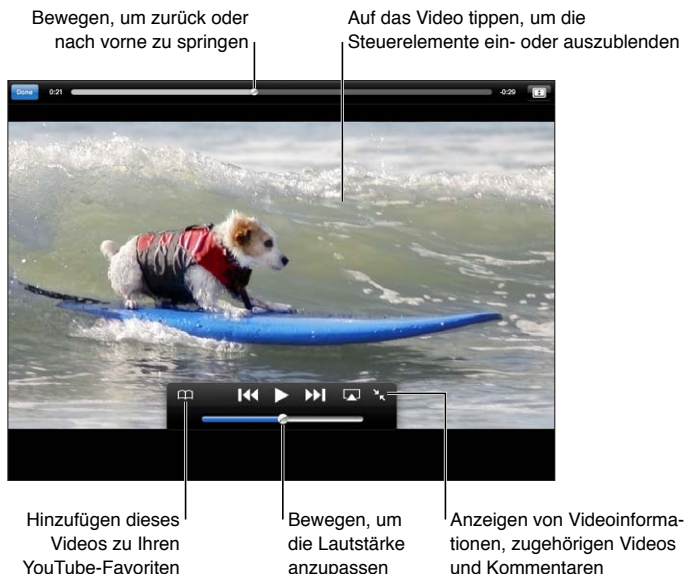 Bewegen, um zurück oder
nach vorne zu springen
Auf das Video tippen, um die
Steuerelemente ein- oder auszublenden
Done 0:21 -0:29
Hinzufügen dieses
Videos zu Ihren
YouTube-Favoriten
Bewegen, um
die Lautstärke
anzupassen
Anzeigen von Videoinforma-
tionen, zugehörigen Videos
und Kommentaren